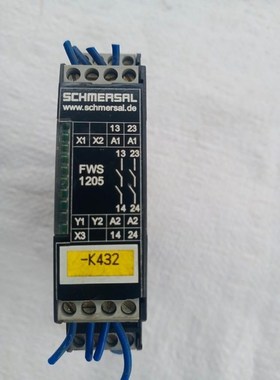 SCHMERSAL
www.schmersal.de
13 23
X1 X2 A1 A1
13 23
FWS
1205
14 24
Y1 Y2 A2 A2
X3 14 24
-K432